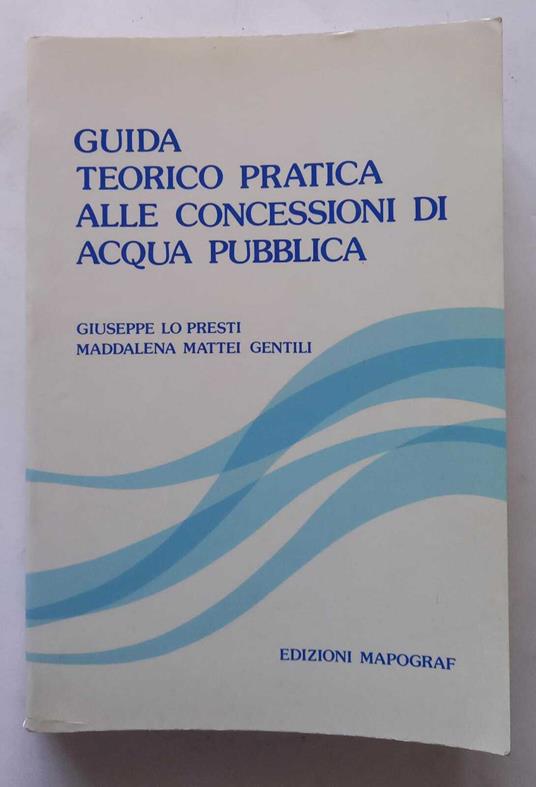 GUIDA
TEORICO PRATICA
ALLE CONCESSIONI DI
ACQUA PUBBLICA
GIUSEPPE LO PRESTI
MADDALENA MATTEI GENTILI
EDIZIONI MAPOGRAF